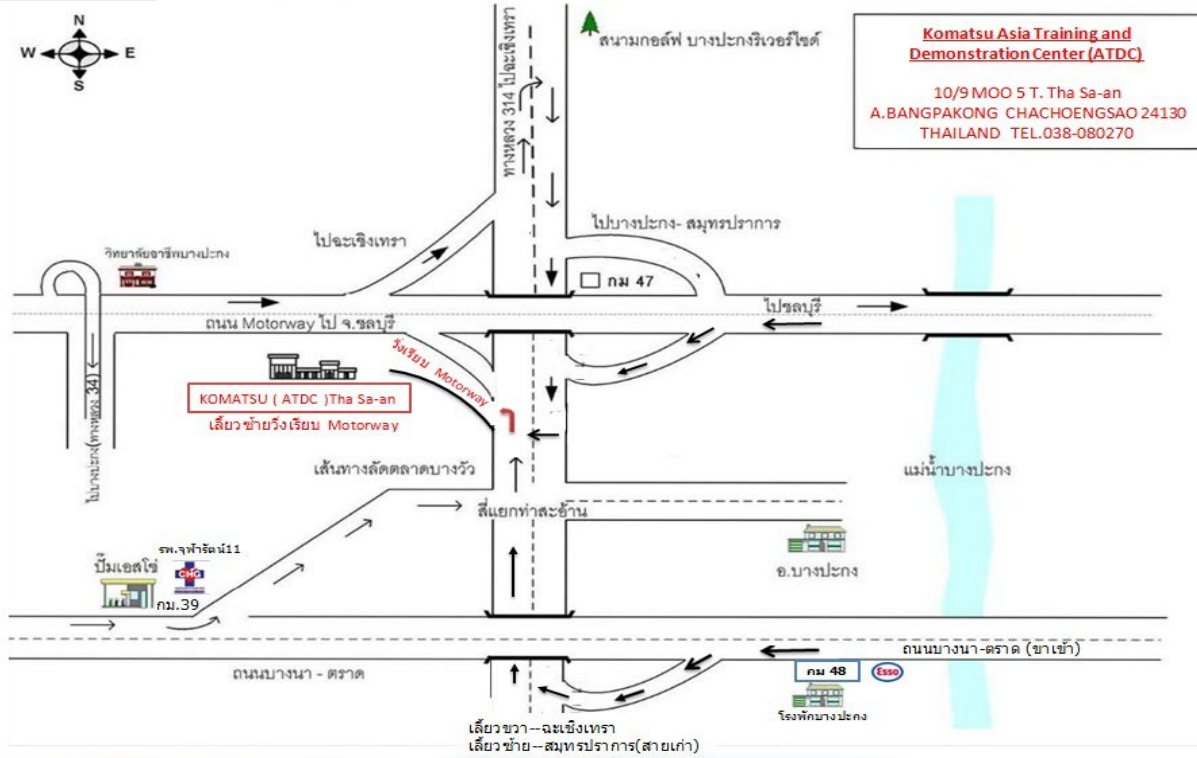 N
W E
S
ทางหลวง 314 ไปฉะเชิงเทรา
สนามกอล์ฟ บางปะกงริเวอร์ไซด์
Komatsu Asia Training and
Demonstration Center (ATDC)
10/9 MOO 5 T. Tha Sa-an
A.BANGPAKONG CHACHOENGSAO 24130
THAILAND TEL.038-080270
ไปบางปะกง- สมุทรปราการ
ไปฉะเชิงเทรา
วิทยาลัยอาชีพบางปะกง
กม 47
ไปชลบุรี
ถนน Motorway ไป จ.ชลบุรี
วิ่งเรียบ Motorway
KOMATSU ( ATDC )Tha Sa-an
เลี้ยวซ้ายวิ่งเรียบ Motorway
ไปบางปะกง(ทางหลวง 34)
เส้นทางลัดตลาดบางวัว
แม่น้ำบางปะกง
สี่แยกท่าสะอ้าน
รพ.จุฬารัตน์11
ปั๊มเอสโซ่
CHG
กม.39
อ.บางปะกง
ถนนบางนา-ตราด (ขาเข้า)
ถนนบางนา - ตราด
กม 48
Esso
โรงพักบางปะกง
เลี้ยวขวา--ฉะเชิงเทรา
เลี้ยวซ้าย--สมุทรปราการ(สายเก่า)